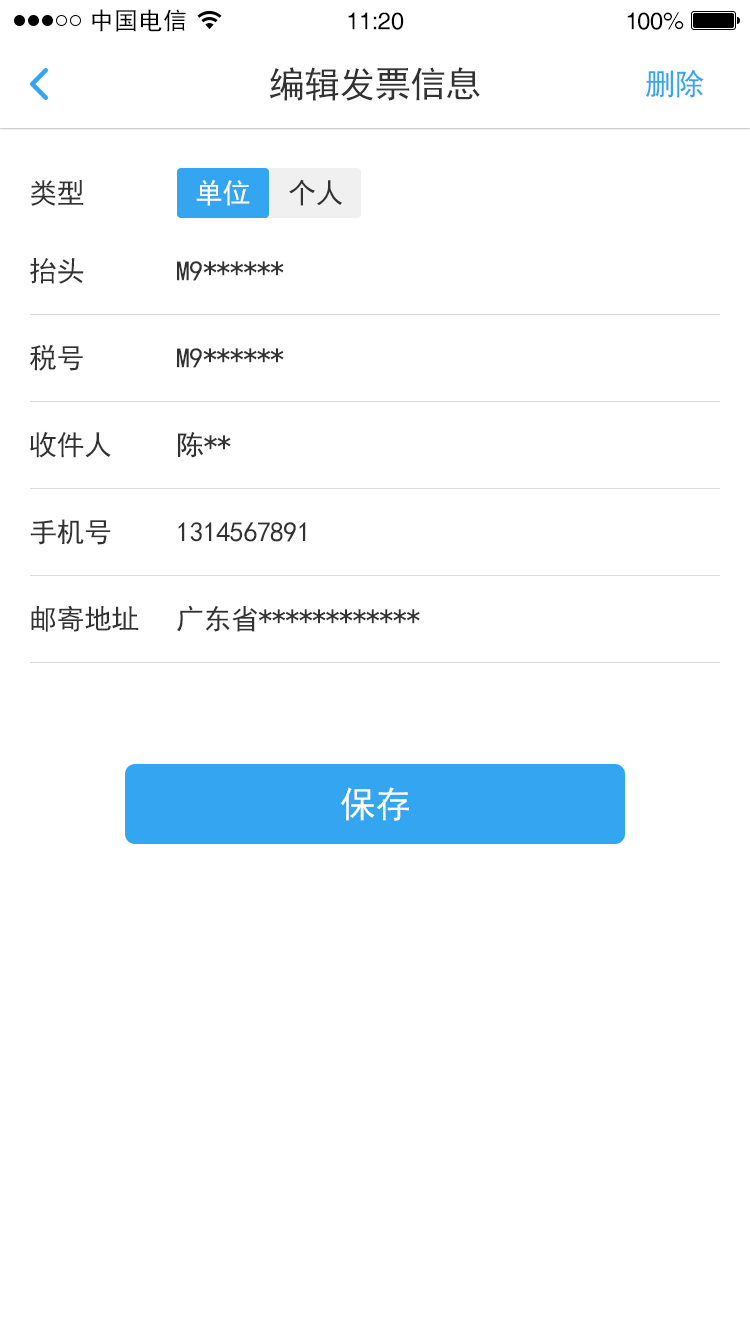 中国电信 11:20 100%
编辑发票信息 删除
类型 单位 个人
抬头 M9******
税号 M9******
收件人 陈**
手机号 1314567891
邮寄地址 广东省************
保存